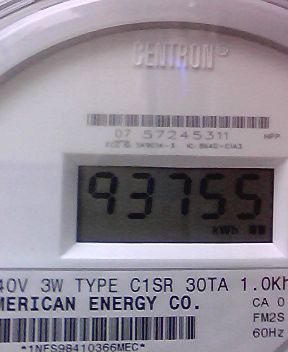 CENTRON®
07 57245311 HPP
93755
kWh
40V 3W TYPE C1SR 30TA 1.0Kh
MERICAN ENERGY CO.
CA 0
FM2S
60Hz
*1NFS98410366MEC*